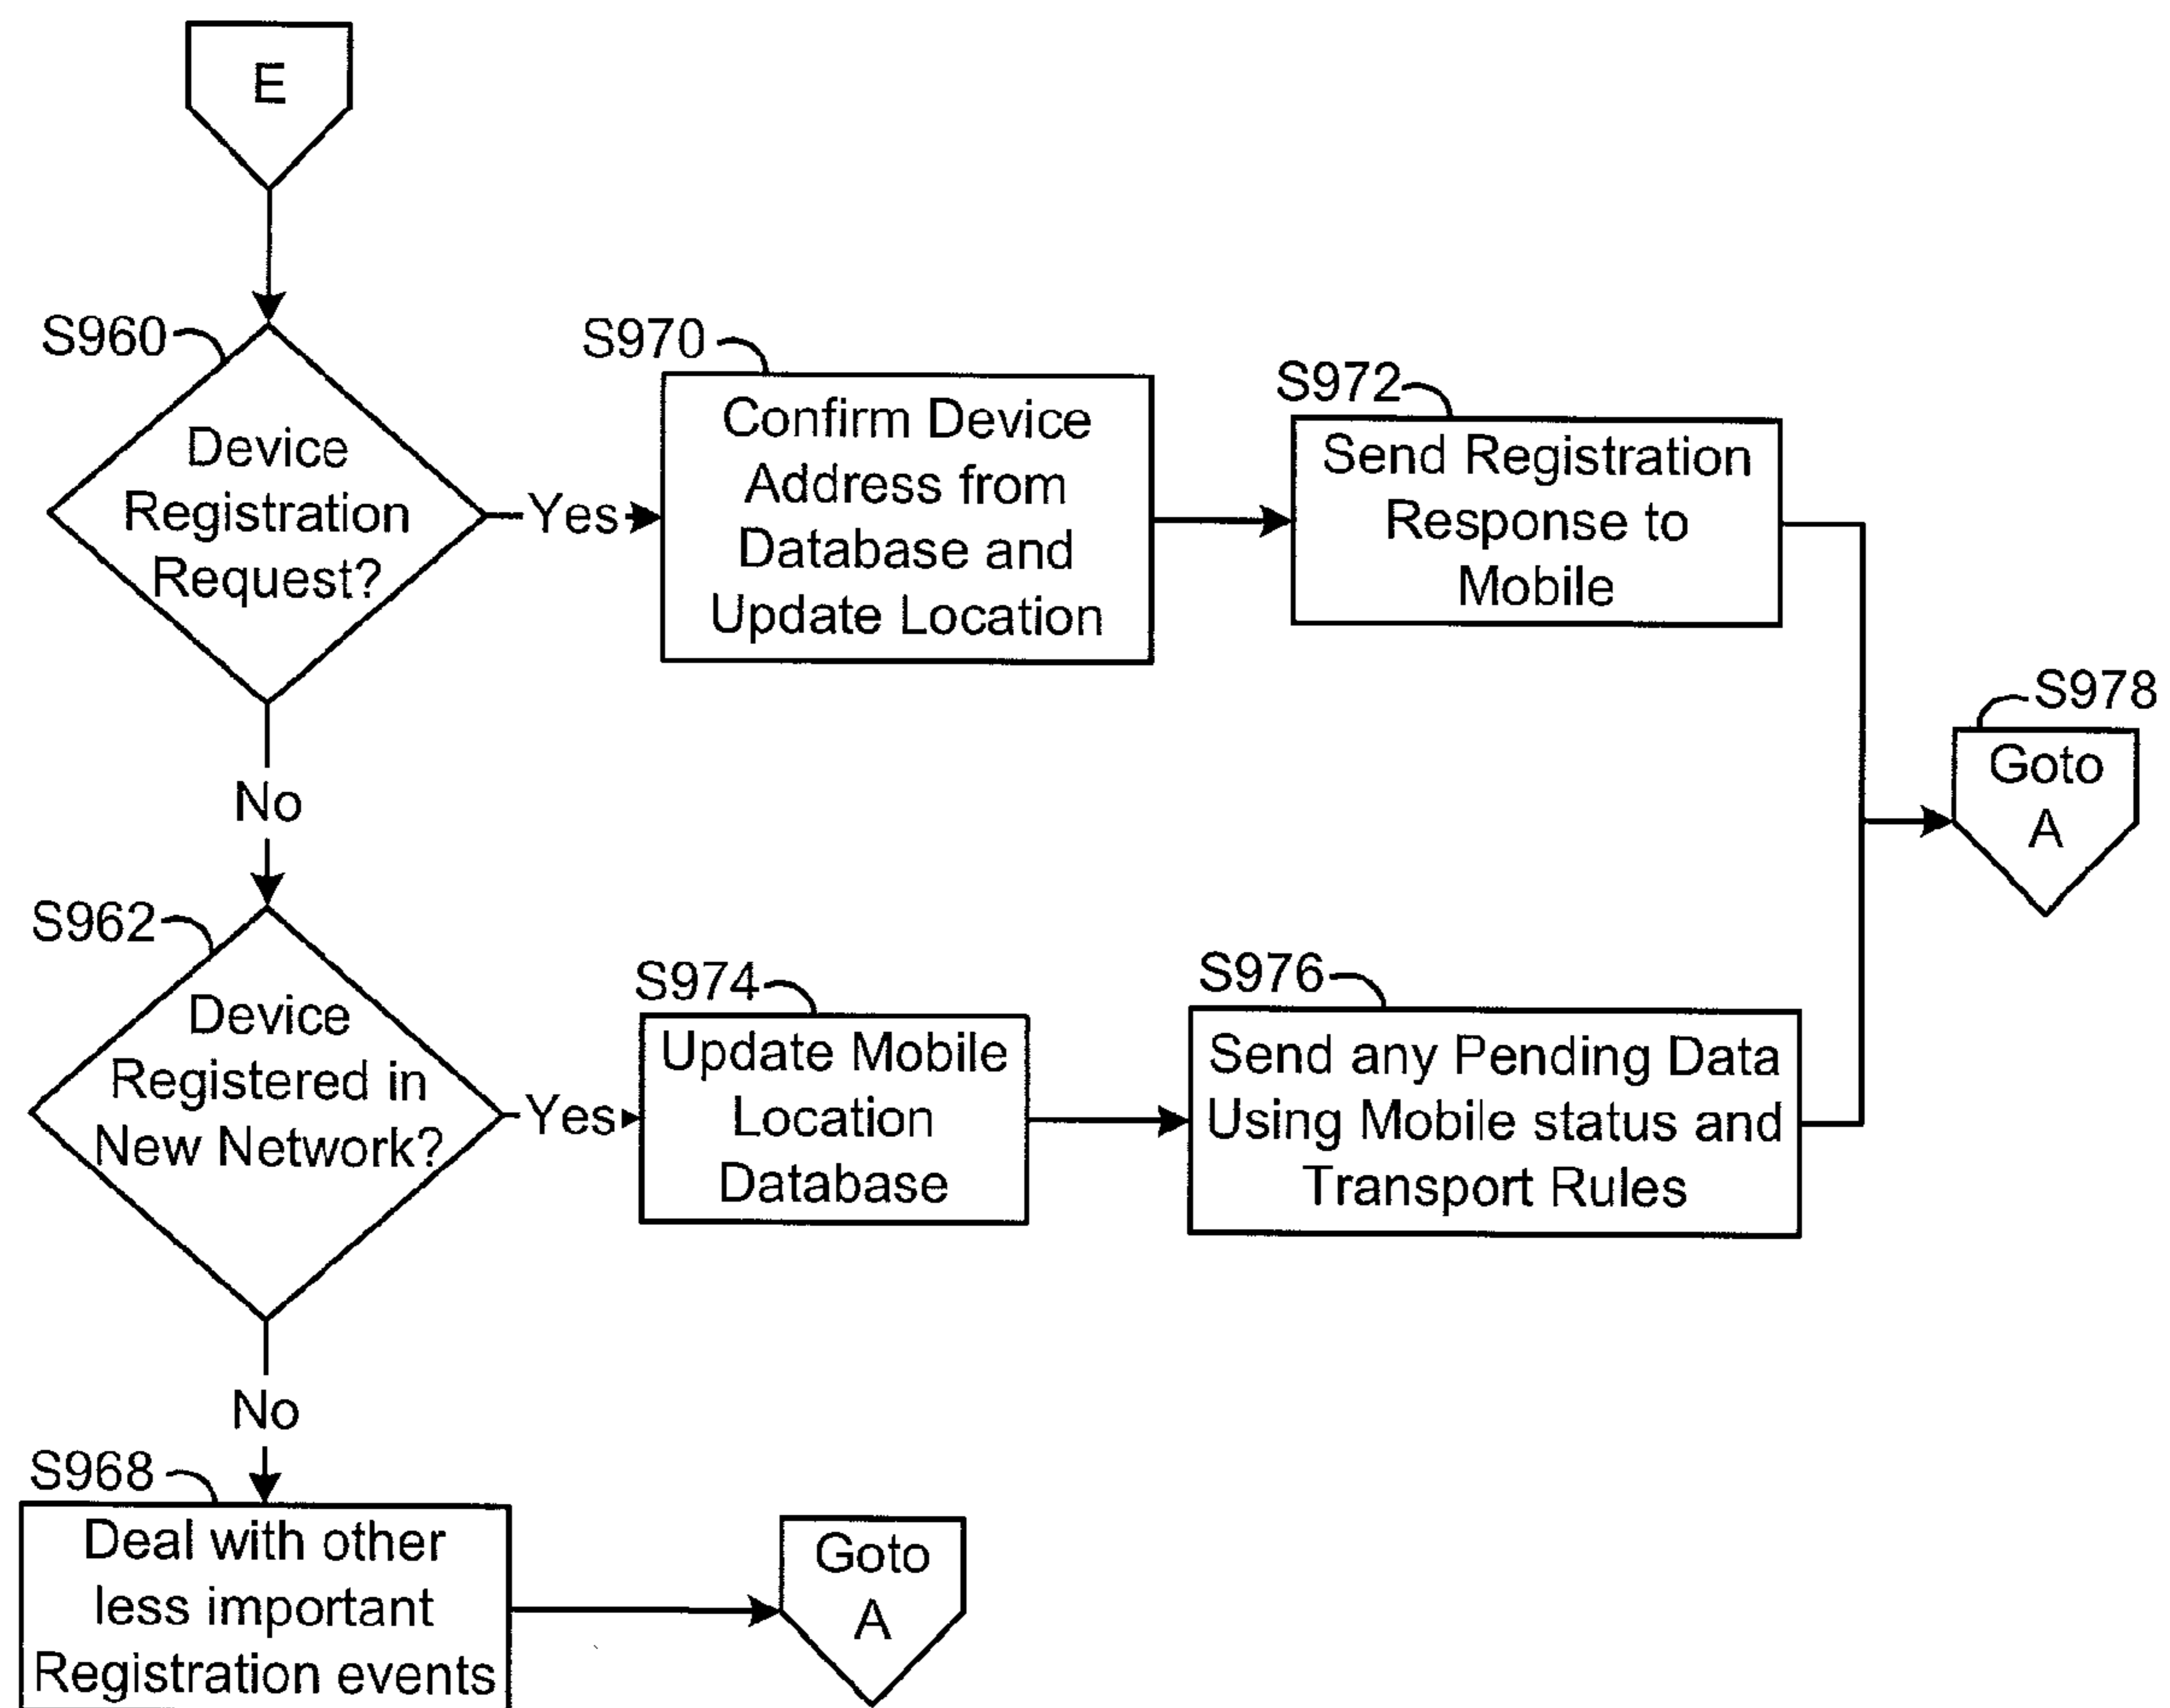 E
S960
Device
Registration
Request?
Yes
S970
Confirm Device
Address from
Database and
Update Location
S972
Send Registration
Response to
Mobile
S978
Goto
A
No
S962
Device
Registered in
New Network?
Yes
S974
Update Mobile
Location
Database
S976
Send any Pending Data
Using Mobile status and
Transport Rules
No
S968
Deal with other
less important
Registration events
Goto
A